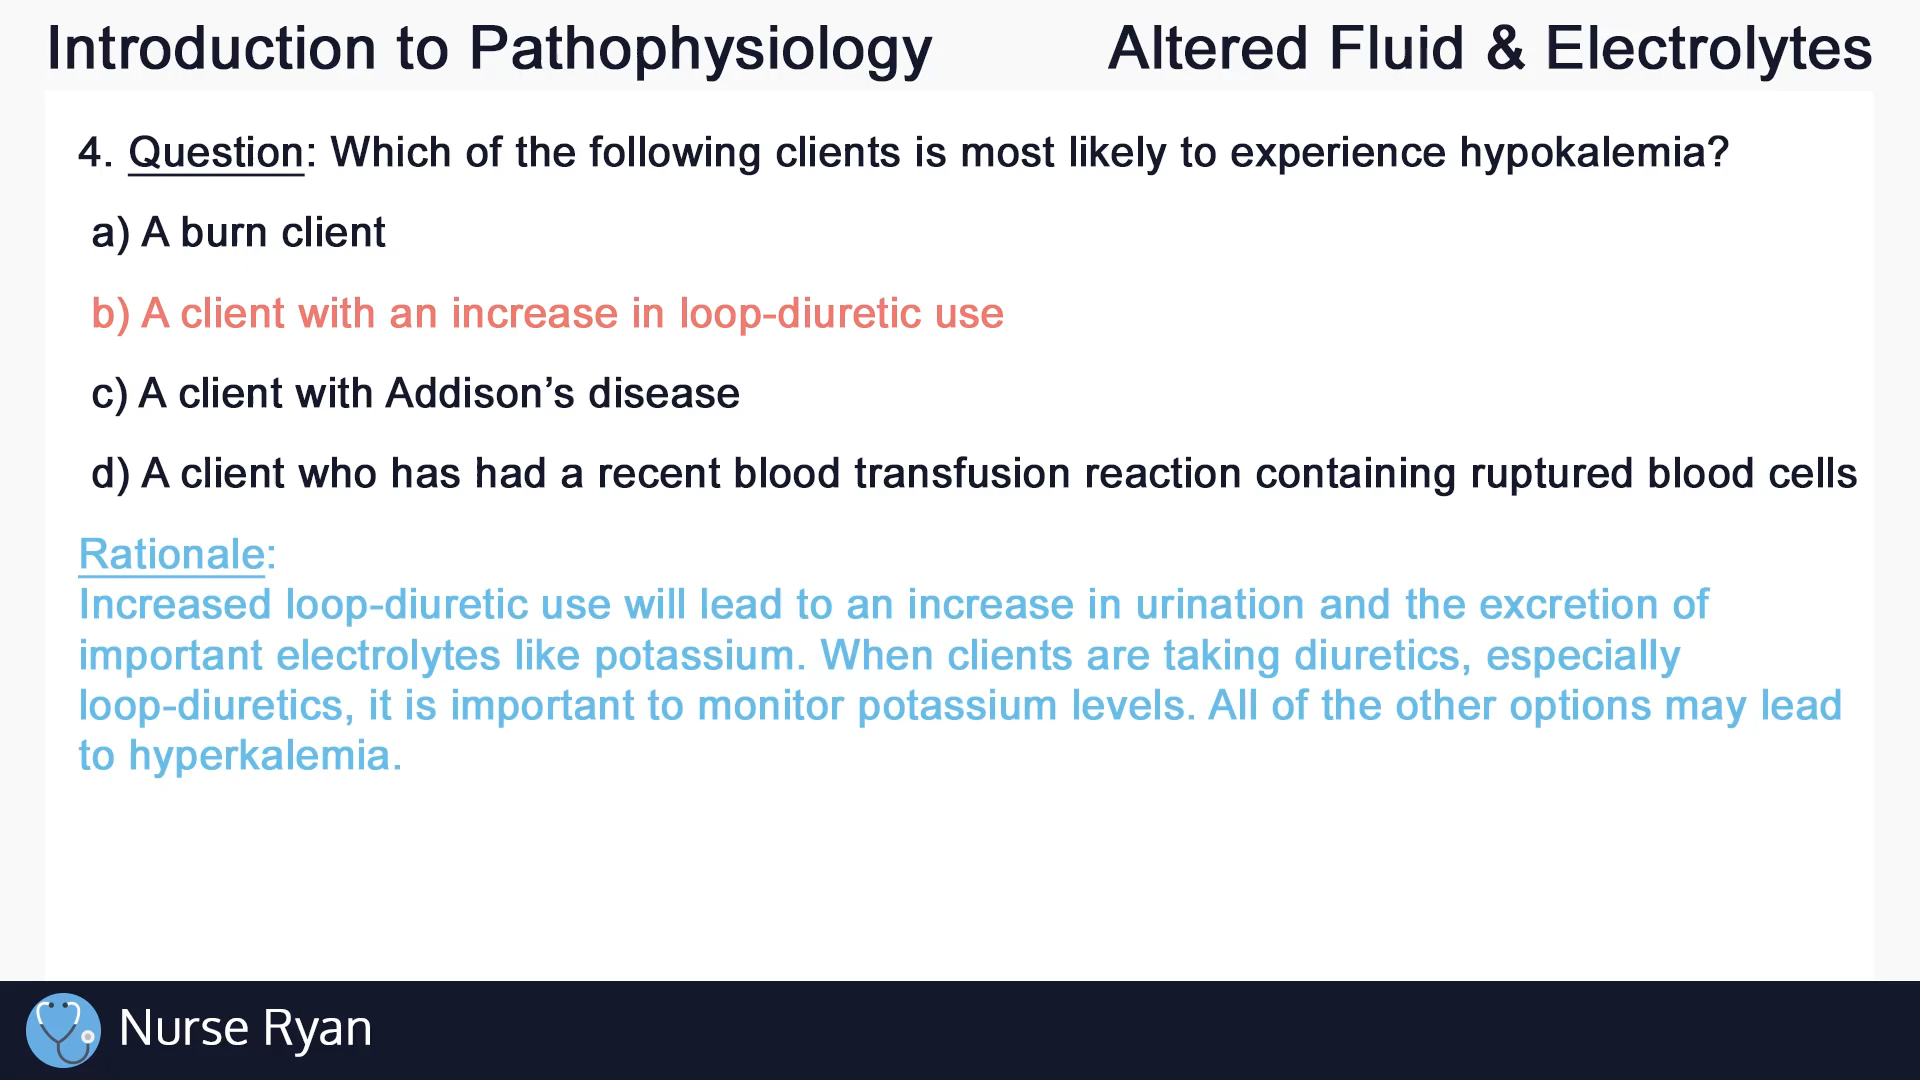 Introduction to Pathophysiology
Altered Fluid & Electrolytes
4. Question: Which of the following clients is most likely to experience hypokalemia?
a) A burn client
b) A client with an increase in loop-diuretic use
c) A client with Addison’s disease
d) A client who has had a recent blood transfusion reaction containing ruptured blood cells
Rationale:
Increased loop-diuretic use will lead to an increase in urination and the excretion of
important electrolytes like potassium. When clients are taking diuretics, especially
loop-diuretics, it is important to monitor potassium levels. All of the other options may lead
to hyperkalemia.
Nurse Ryan